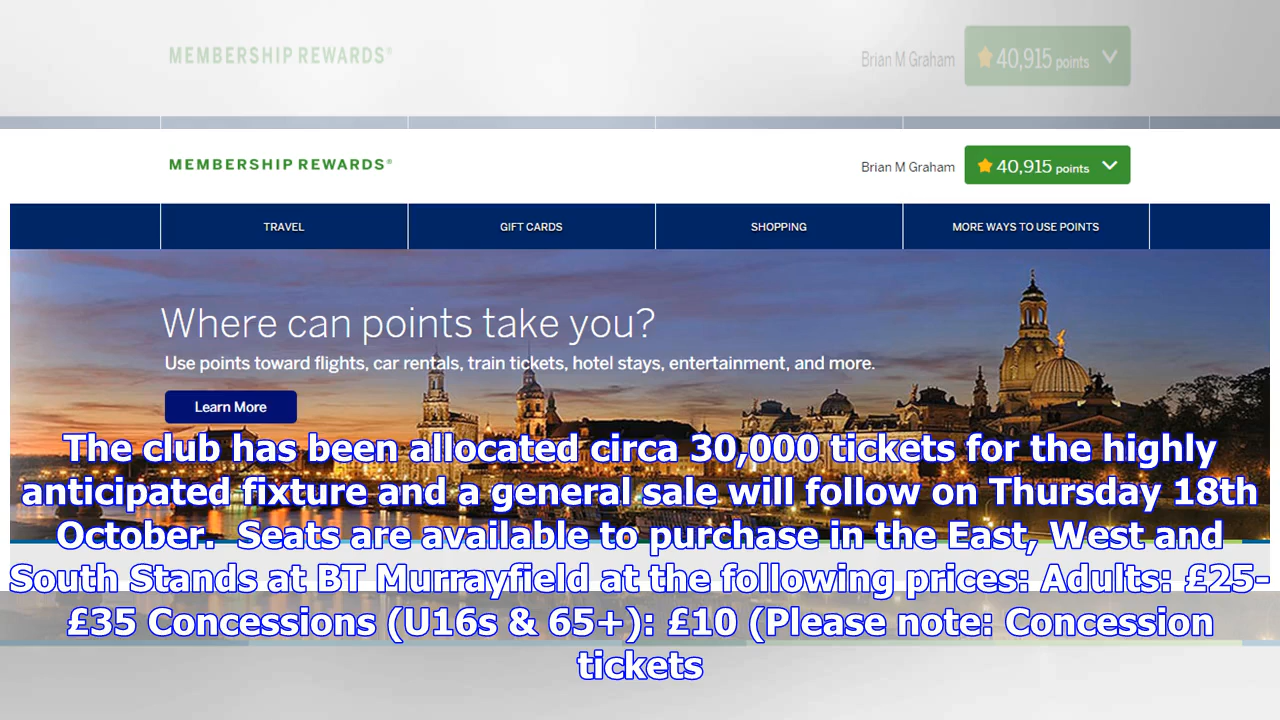 MEMBERSHIP REWARDS®
Brian M Graham
40,915 points
MEMBERSHIP REWARDS®
Brian M Graham
40,915 points
TRAVEL
GIFT CARDS
SHOPPING
MORE WAYS TO USE POINTS
Where can points take you?
Use points toward flights, car rentals, train tickets, hotel stays, entertainment, and more.
Learn More
The club has been allocated circa 30,000 tickets for the highly
anticipated fixture and a general sale will follow on Thursday 18th
October.  Seats are available to purchase in the East, West and
South Stands at BT Murrayfield at the following prices: Adults: £25-
£35 Concessions (U16s & 65+): £10 (Please note: Concession
tickets